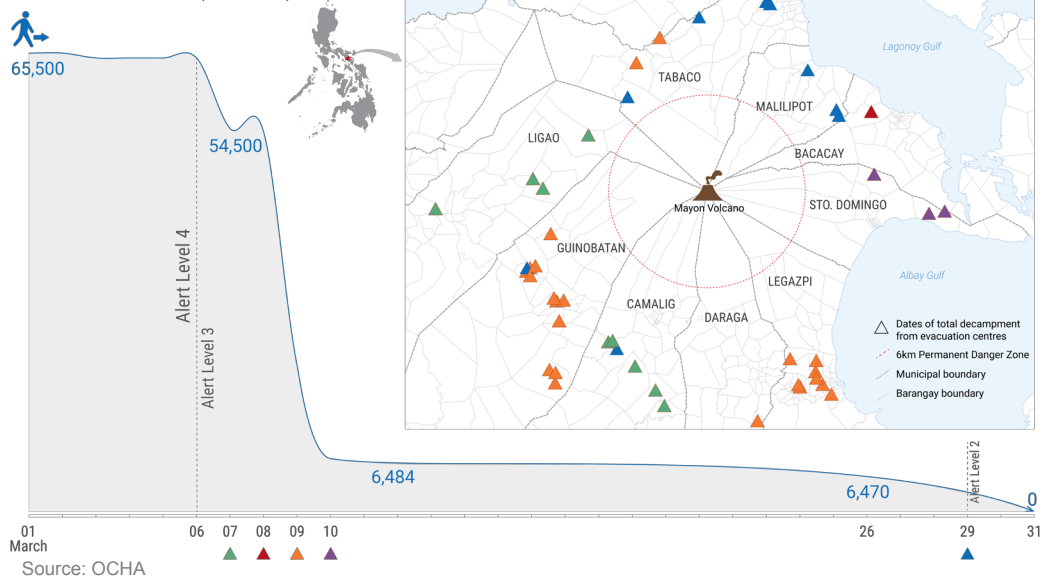 65,500
54,500
Alert Level 4
Alert Level 3
6,484
6,470
Alert Level 2
0
01
06
07
08
09
10
26
29
31
March
Source: OCHA
Lagonoy Gulf
TABACO
MALILIPOT
LIGAO
BACACAY
Mayon Volcano
STO. DOMINGO
GUINOBATAN
Albay Gulf
LEGAZPI
CAMALIG
DARAGA
Dates of total decampment
from evacuation centres
6km Permanent Danger Zone
Municipal boundary
Barangay boundary